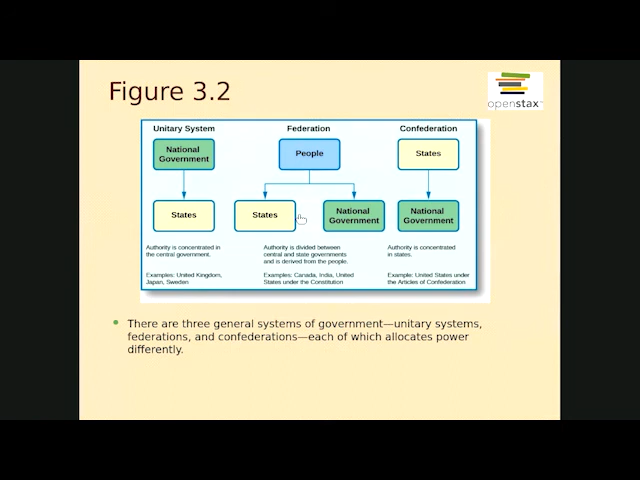 Figure 3.2
openstax™
Unitary System
Federation
Confederation
National
Government
People
States
States
States
National
Government
National
Government
Authority is concentrated in
the central government.
Authority is divided between
central and state governments
and is derived from the people.
Authority is concentrated
in states.
Examples: United Kingdom,
Japan, Sweden
Examples: Canada, India, United
States under the Constitution
Example: United States under
the Articles of Confederation
There are three general systems of government—unitary systems,
federations, and confederations—each of which allocates power
differently.